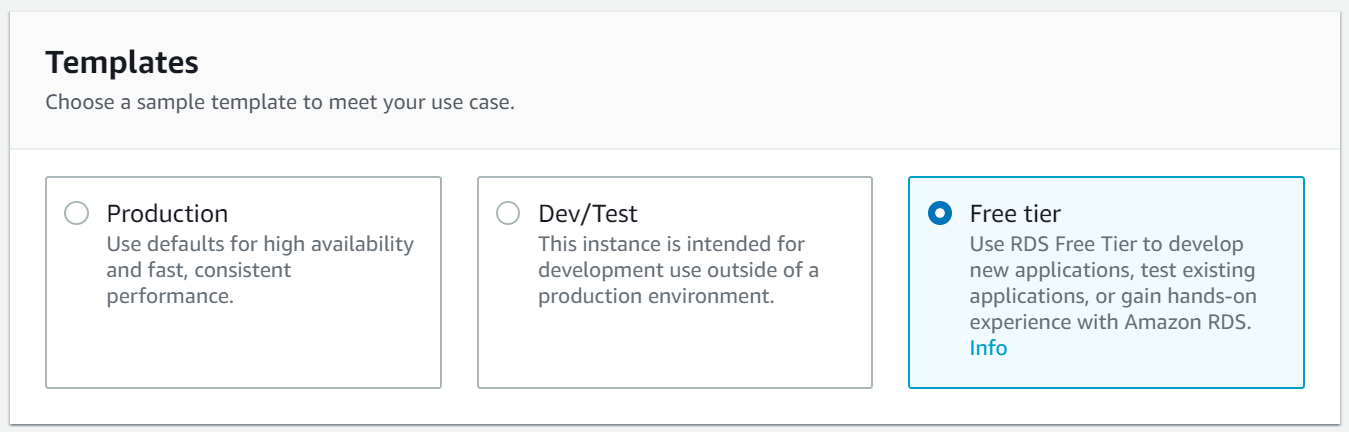 Templates
Choose a sample template to meet your use case.
Production
Use defaults for high availability
and fast, consistent
performance.
Dev/Test
This instance is intended for
development use outside of a
production environment.
Free tier
Use RDS Free Tier to develop
new applications, test existing
applications, or gain hands-on
experience with Amazon RDS.
Info